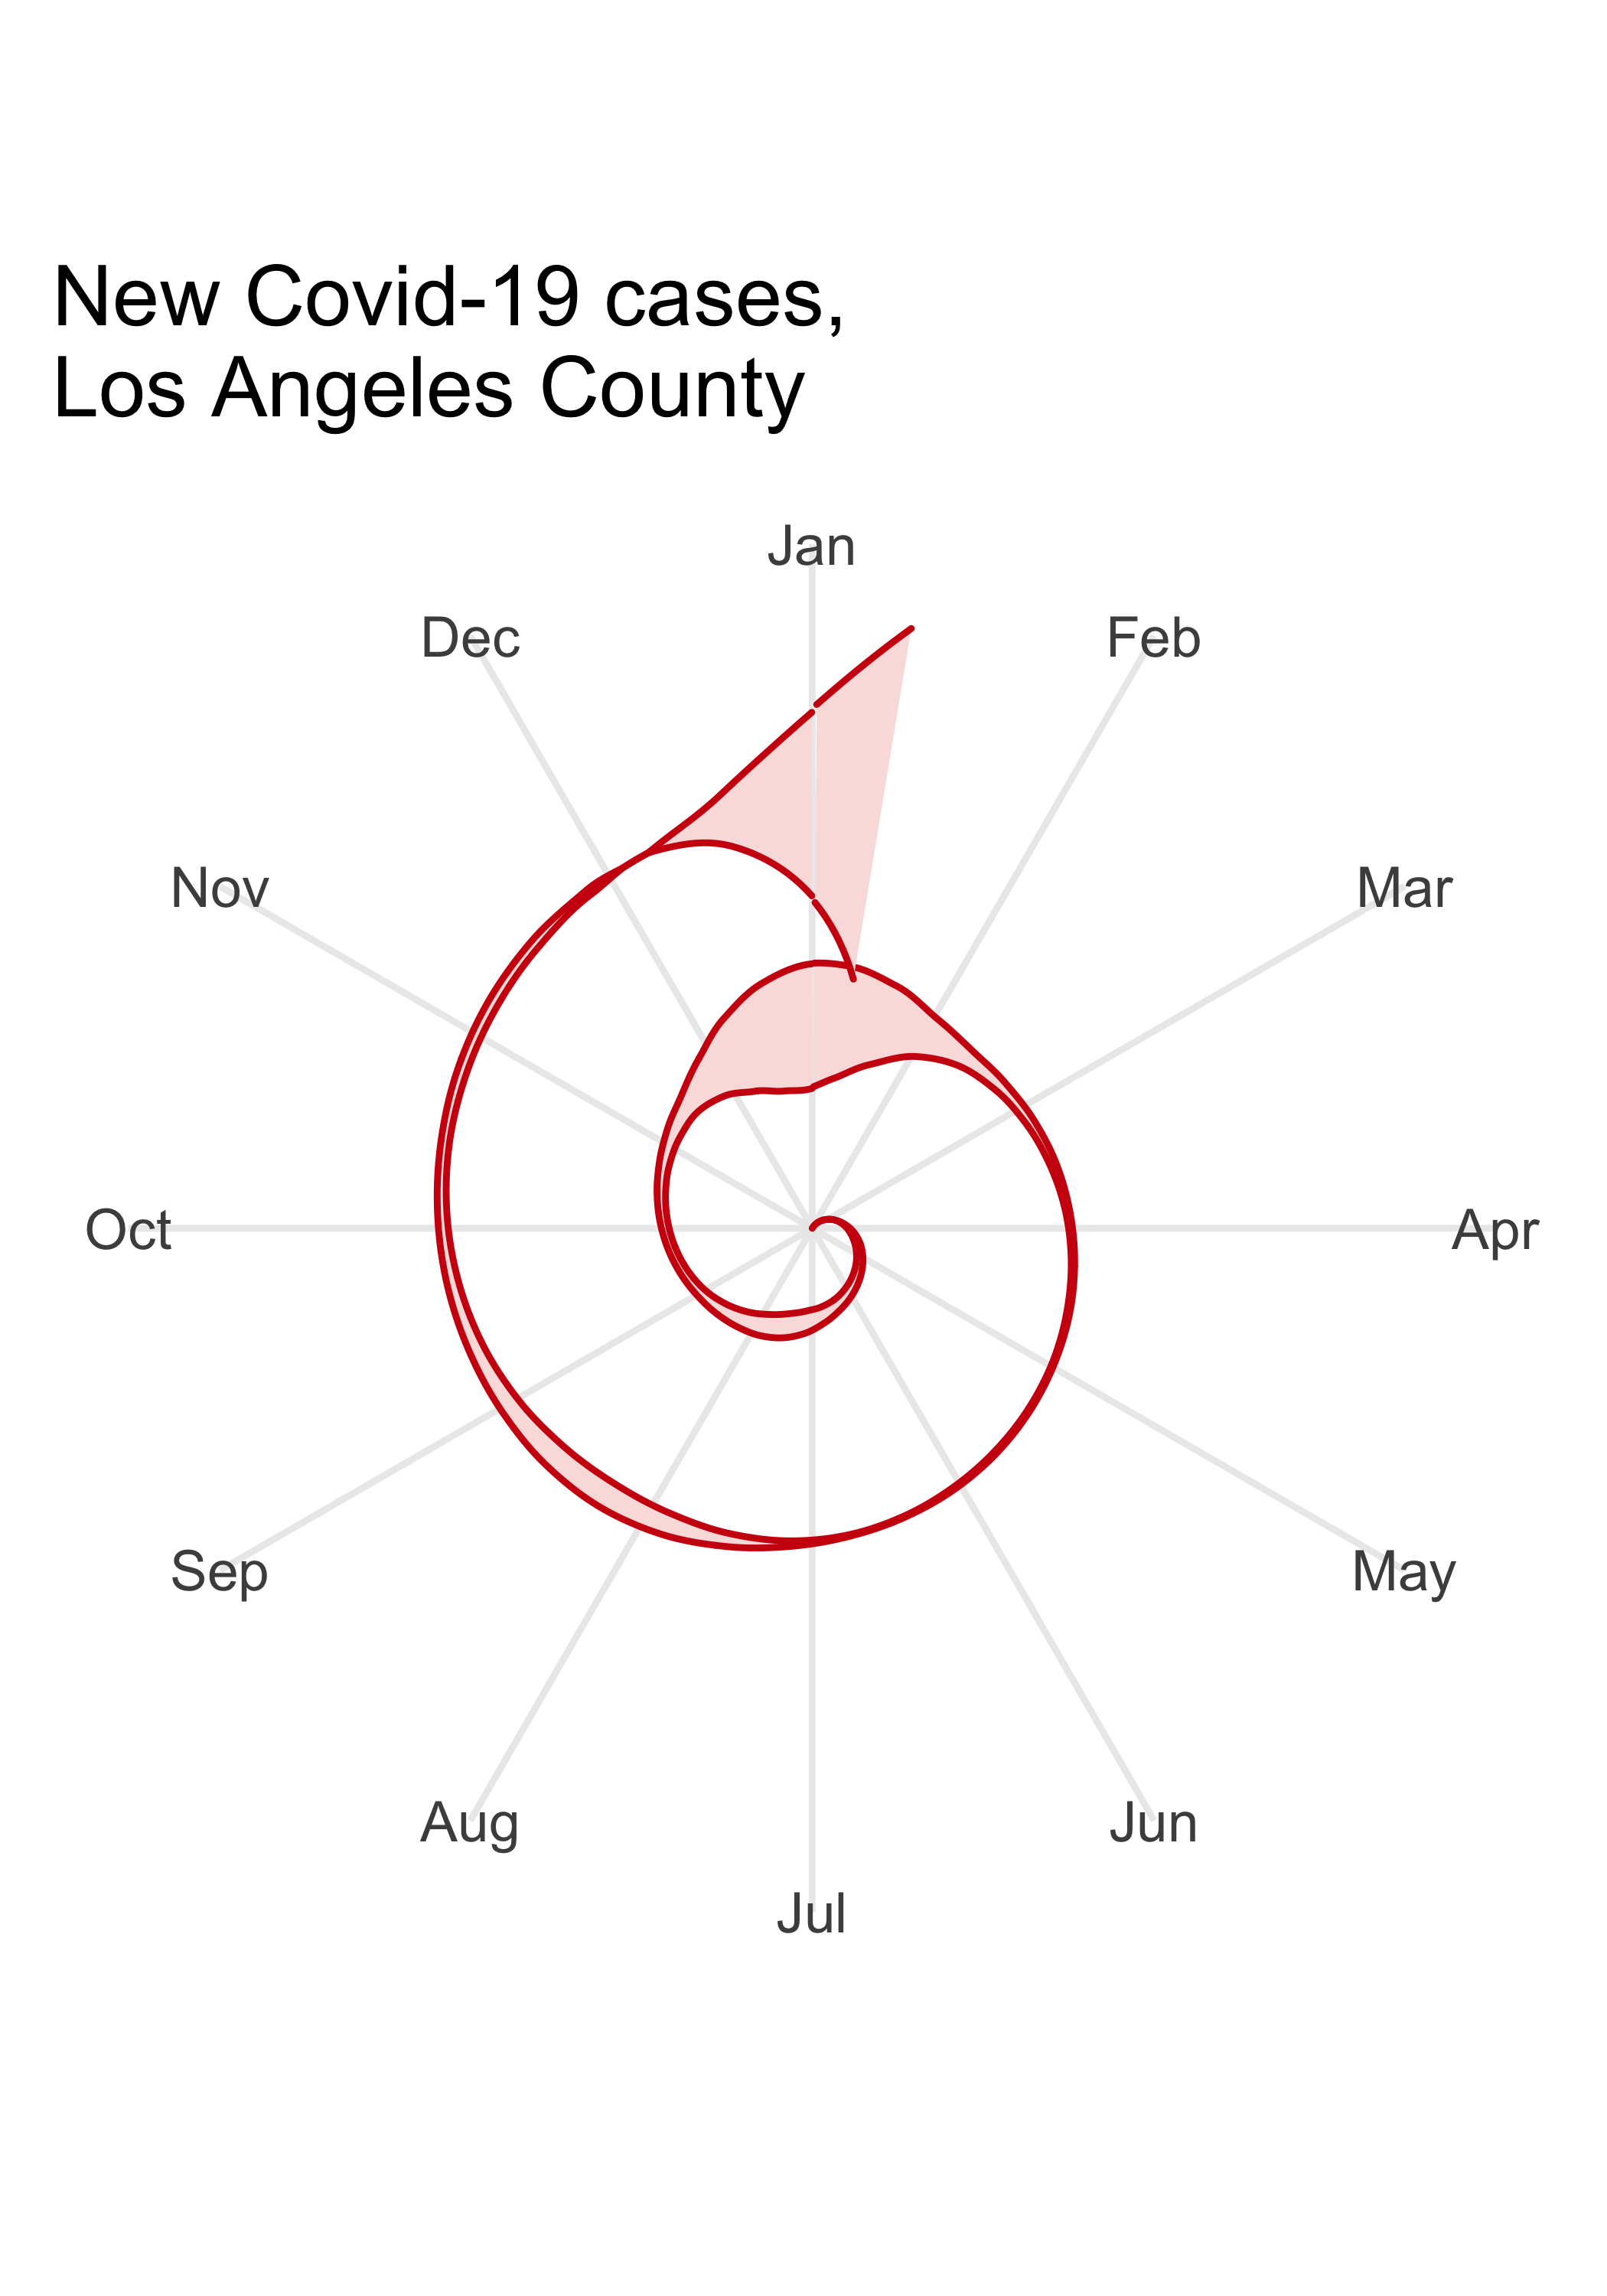 New Covid-19 cases,
Los Angeles County
Jan
Dec
Feb
Nov
Mar
Oct
Apr
Sep
May
Aug
Jun
Jul